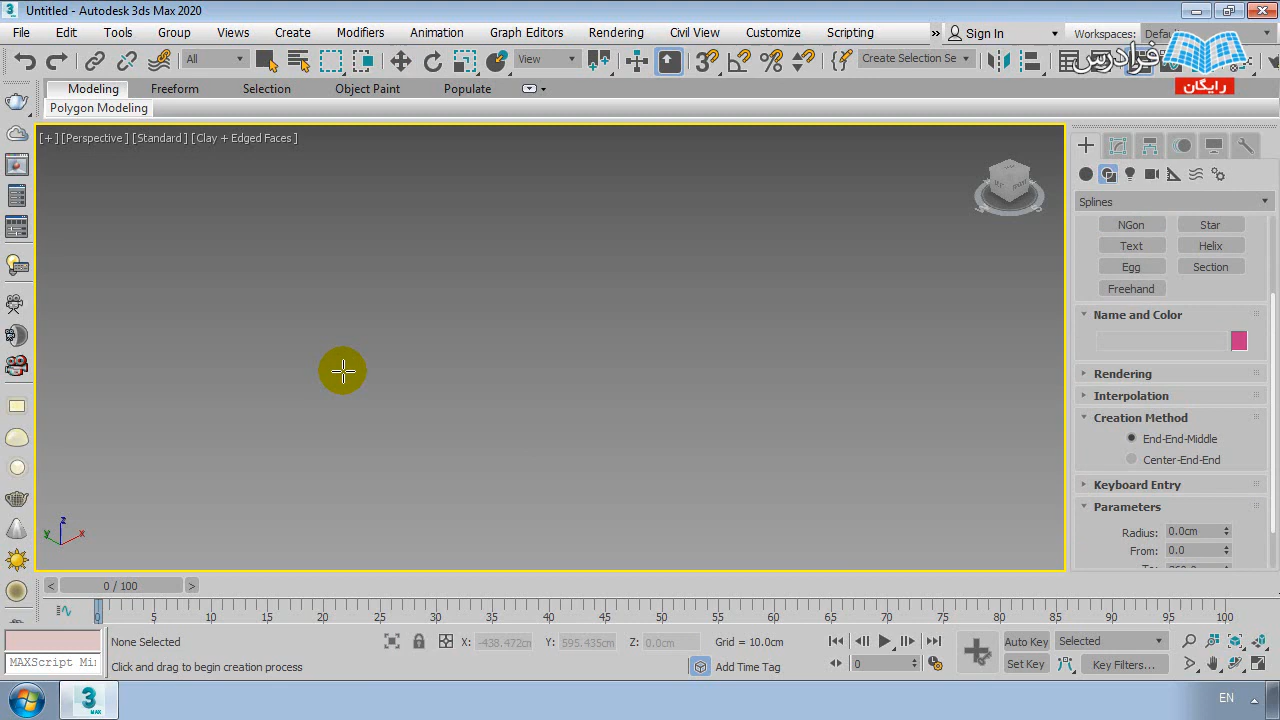 Untitled - Autodesk 3ds Max 2020
File Edit Tools Group Views Create Modifiers Animation Graph Editors Rendering Civil View Customize Scripting » Sign In Workspaces:
All View Create Selection Se
فرادرس
رایگان
Modeling Freeform Selection Object Paint Populate
Polygon Modeling
[+] [Perspective] [Standard] [Clay + Edged Faces]
Splines
NGon Star
Text Helix
Egg Section
Freehand
Name and Color
Rendering
Interpolation
Creation Method
End-End-Middle
Center-End-End
Keyboard Entry
Parameters
Radius: 0.0cm
From: 0.0
z
y x
< 0 / 100 >
0 5 10 15 20 25 30 35 40 45 50 55 60 65 70 75 80 85 90 95 100
None Selected X: -438.472cm Y: 595.435cm Z: 0.0cm Grid = 10.0cm Auto Key Selected
MAXScript Mi Click and drag to begin creation process Add Time Tag 0 Set Key Key Filters...
3 MAX EN